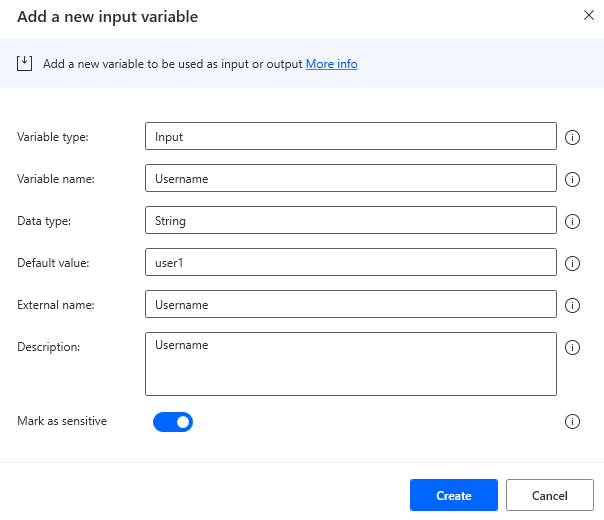 Add a new input variable
Add a new variable to be used as input or output More info
Variable type: Input
Variable name: Username
Data type: String
Default value: user1
External name: Username
Description: Username
Mark as sensitive
Create Cancel